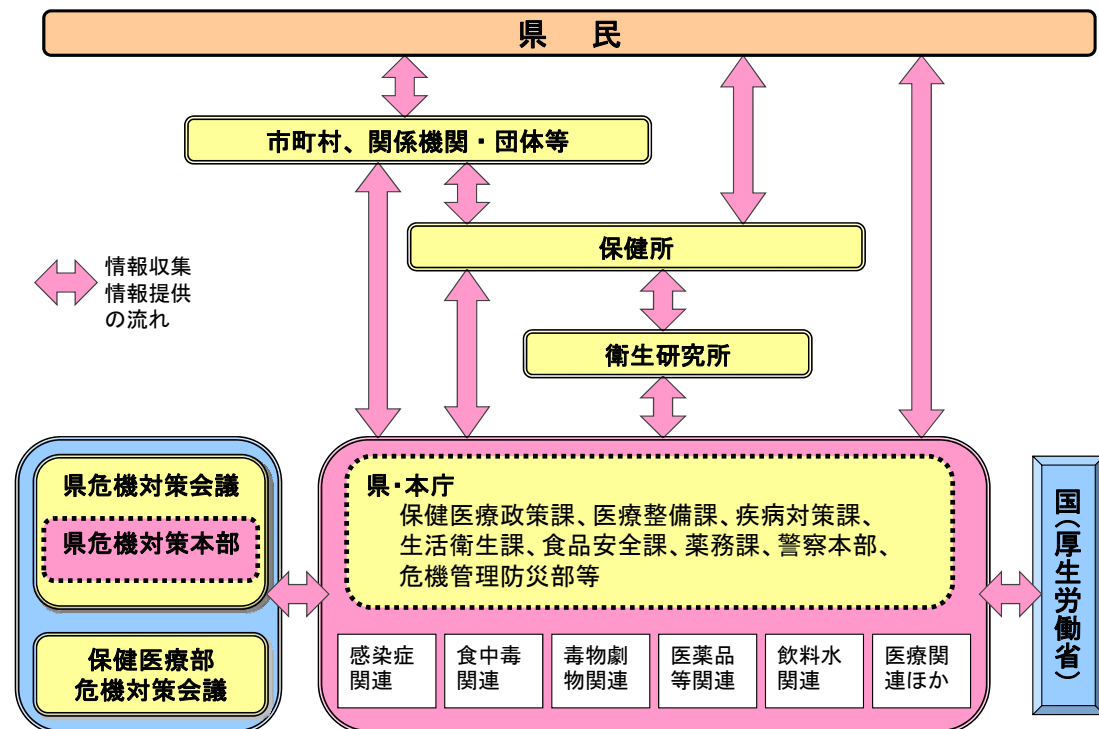 県　民
市町村、関係機関・団体等
保健所
情報収集
情報提供
の流れ
衛生研究所
県危機対策会議
県危機対策本部
保健医療部
危機対策会議
県・本庁
保健医療政策課、医療整備課、疾病対策課、
生活衛生課、食品安全課、薬務課、警察本部、
危機管理防災部等
感染症
関連
食中毒
関連
毒物劇
物関連
医薬品
等関連
飲料水
関連
医療関
連ほか
国(厚生労働省)